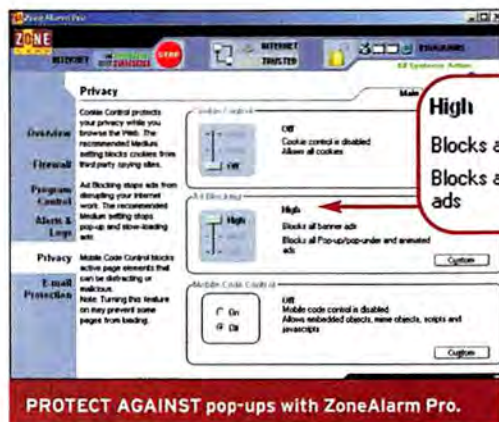 ZoneAlarm Pro
ZONE
LABS
INTERNET
STOP
INTERNET
TRUSTED
PROGRAMS
All Systems Active
Privacy
Main
Overview
Firewall
Program
Control
Alerts &
Logs
Privacy
E-mail
Protection
Cookie Control protects
your privacy while you
browse the Web. The
recommended Medium
setting blocks cookies from
third party spying sites.
Ad Blocking stops ads from
disrupting your Internet
work. The recommended
Medium setting stops
pop-up and slow-loading
ads.
Mobile Code Control blocks
active page elements that
can be distracting or
malicious.
Note: Turning this feature
on may prevent some
pages from loading.
Cookie Control
Off
Off
Cookie control is disabled
Allows all cookies
Ad Blocking
High
High
Blocks all banner ads
Blocks all Pop-up/pop-under and animated
ads
Custom
Mobile Code Control
On
Off
Off
Mobile code control is disabled
Allows embedded objects, mime objects, scripts and
javascripts
Custom
High
Blocks a
Blocks a
ads
PROTECT AGAINST pop-ups with ZoneAlarm Pro.